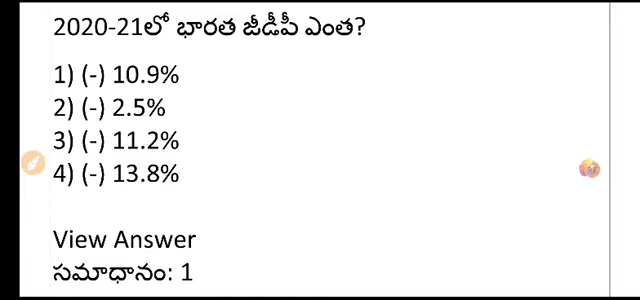 2020-21లో భారత జీడీపీ ఎంత?
1) (-) 10.9%
2) (-) 2.5%
3) (-) 11.2%
4) (-) 13.8%
View Answer
సమాధానం: 1